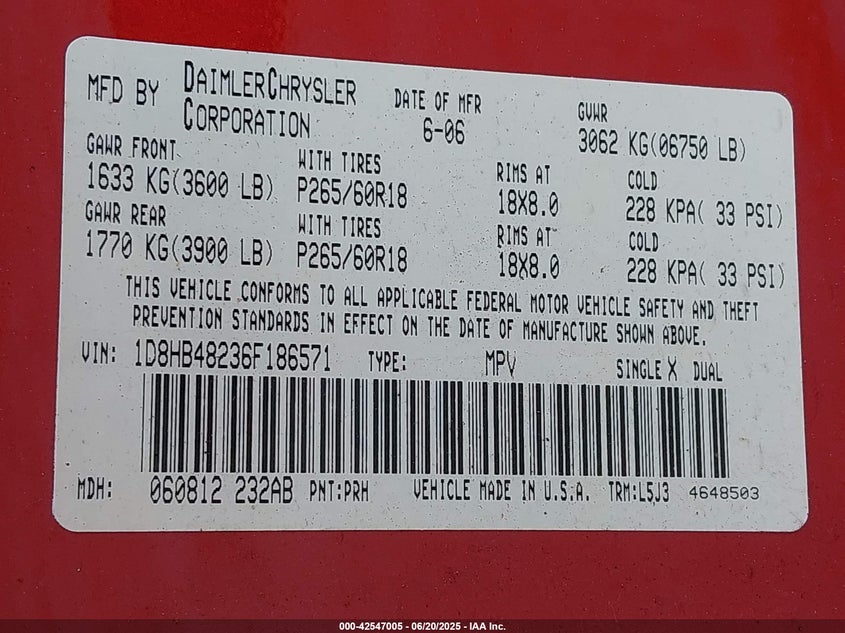 MFD BY DAIMLERCHRYSLER CORPORATION DATE OF MFR 6-06 GVWR 3062 KG(06750 LB)
GAWR FRONT WITH TIRES RIMS AT COLD
1633 KG(3600 LB) P265/60R18 18X8.0 228 KPA( 33 PSI)
GAWR REAR WITH TIRES RIMS AT COLD
1770 KG(3900 LB) P265/60R18 18X8.0 228 KPA( 33 PSI)
THIS VEHICLE CONFORMS TO ALL APPLICABLE FEDERAL MOTOR VEHICLE SAFETY AND THEFT
PREVENTION STANDARDS IN EFFECT ON THE DATE OF MANUFACTURE SHOWN ABOVE.
VIN: 1D8HB48236F186571 TYPE: MPV SINGLE X DUAL
MDH: 060812 232AB PNT:PRH VEHICLE MADE IN U.S.A. TRM:L5J3 4648503
000-42547005 - 06/20/2025 - IAA Inc.